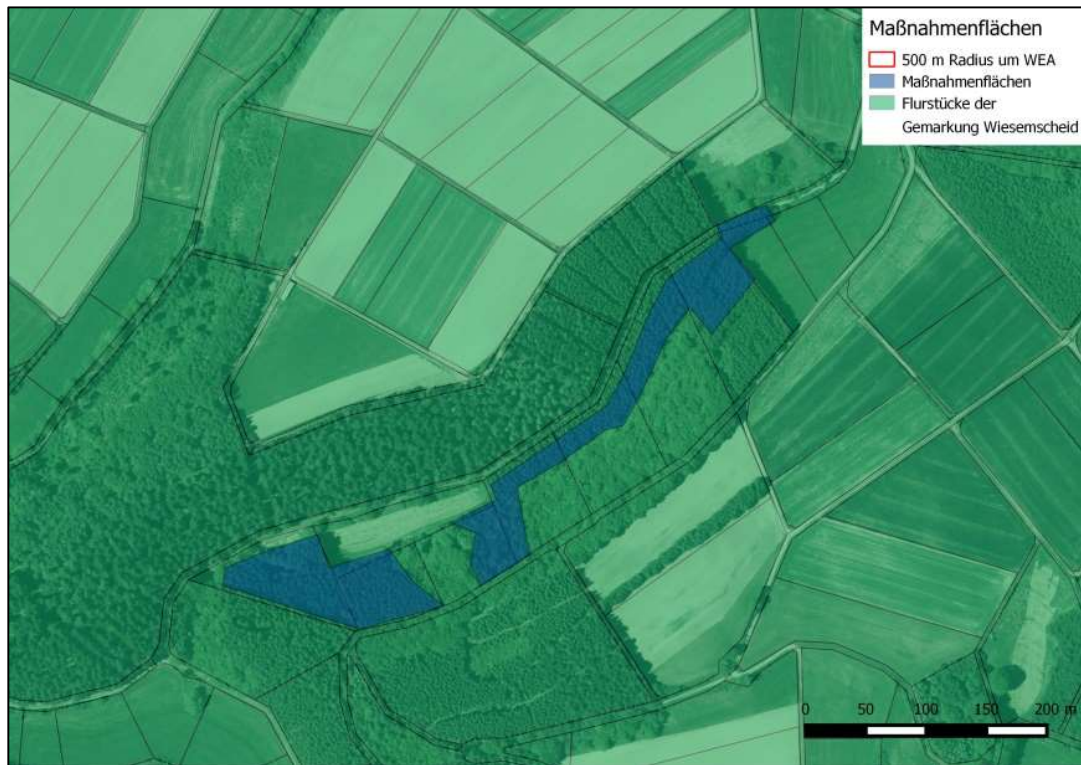 Maßnahmenflächen
500 m Radius um WEA
Maßnahmenflächen
Flurstücke der
Gemarkung Wiesemscheid
0 50 100 150 200 m